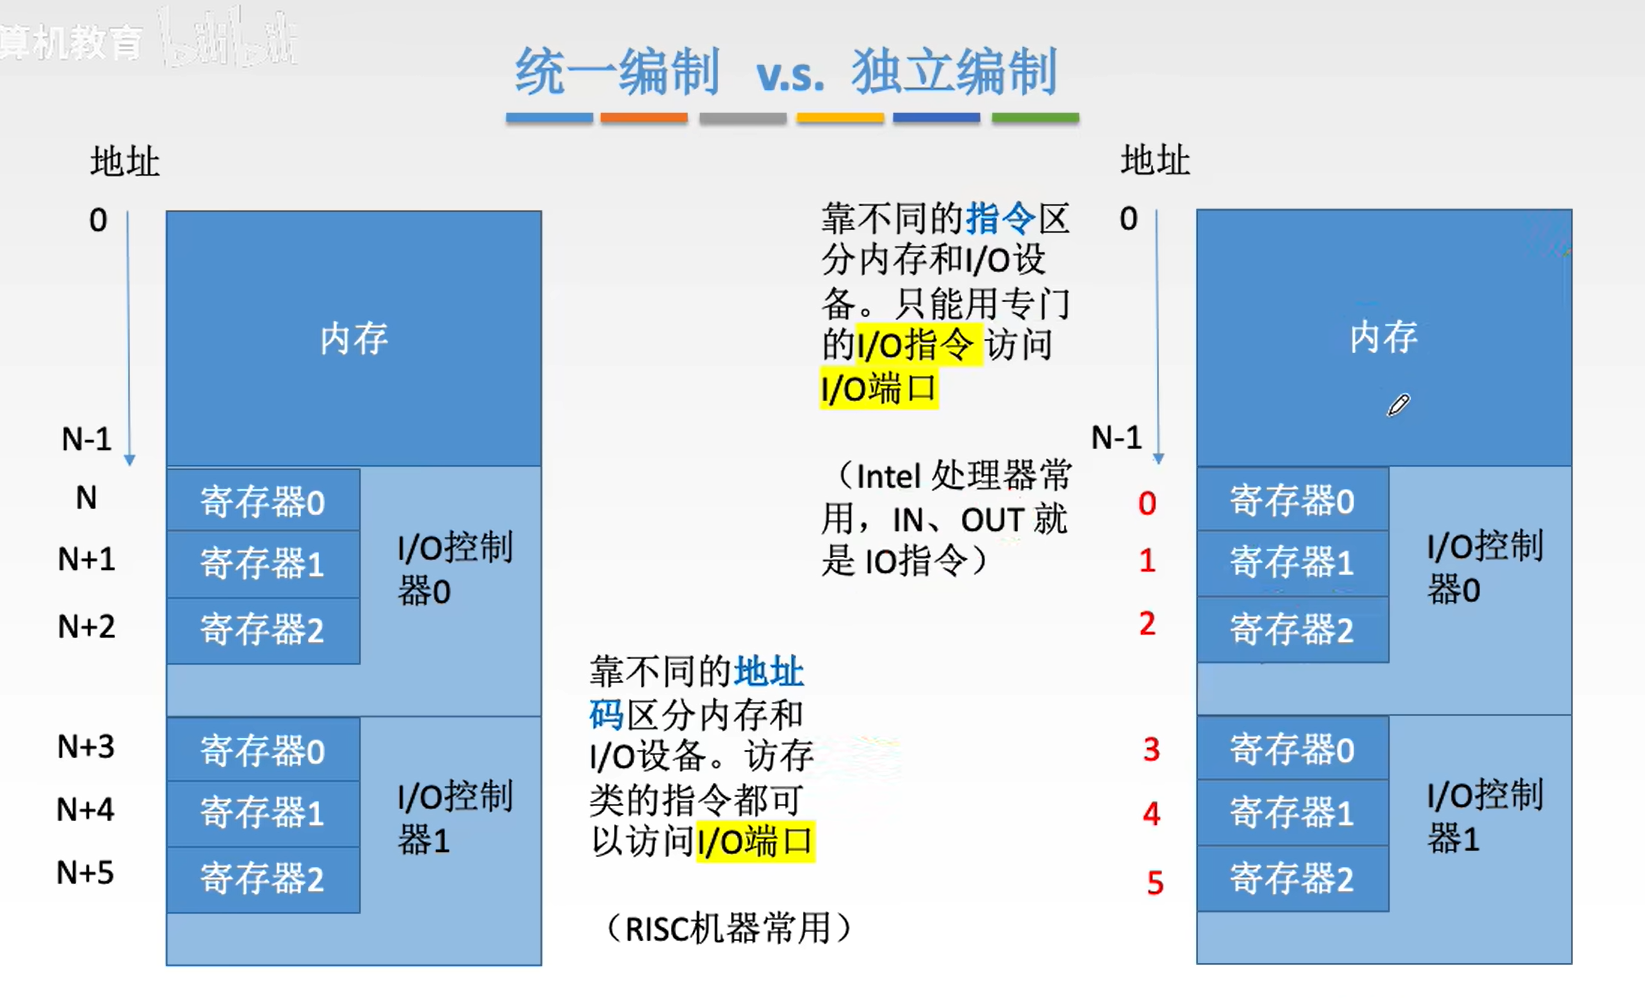 算机教育 bilibili
统一编制 v.s. 独立编制
地址
0
N-1
N
N+1
N+2
N+3
N+4
N+5
内存
寄存器0
寄存器1
寄存器2
I/O控制
器0
寄存器0
寄存器1
寄存器2
I/O控制
器1
靠不同的地址
码区分内存和
I/O设备。访存
类的指令都可
以访问I/O端口
（RISC机器常用）
靠不同的指令区
分内存和I/O设
备。只能用专门
的I/O指令 访问
I/O端口
（Intel 处理器常
用，IN、OUT 就
是 IO指令）
地址
0
N-1
0
1
2
3
4
5
内存
寄存器0
寄存器1
寄存器2
I/O控制
器0
寄存器0
寄存器1
寄存器2
I/O控制
器1